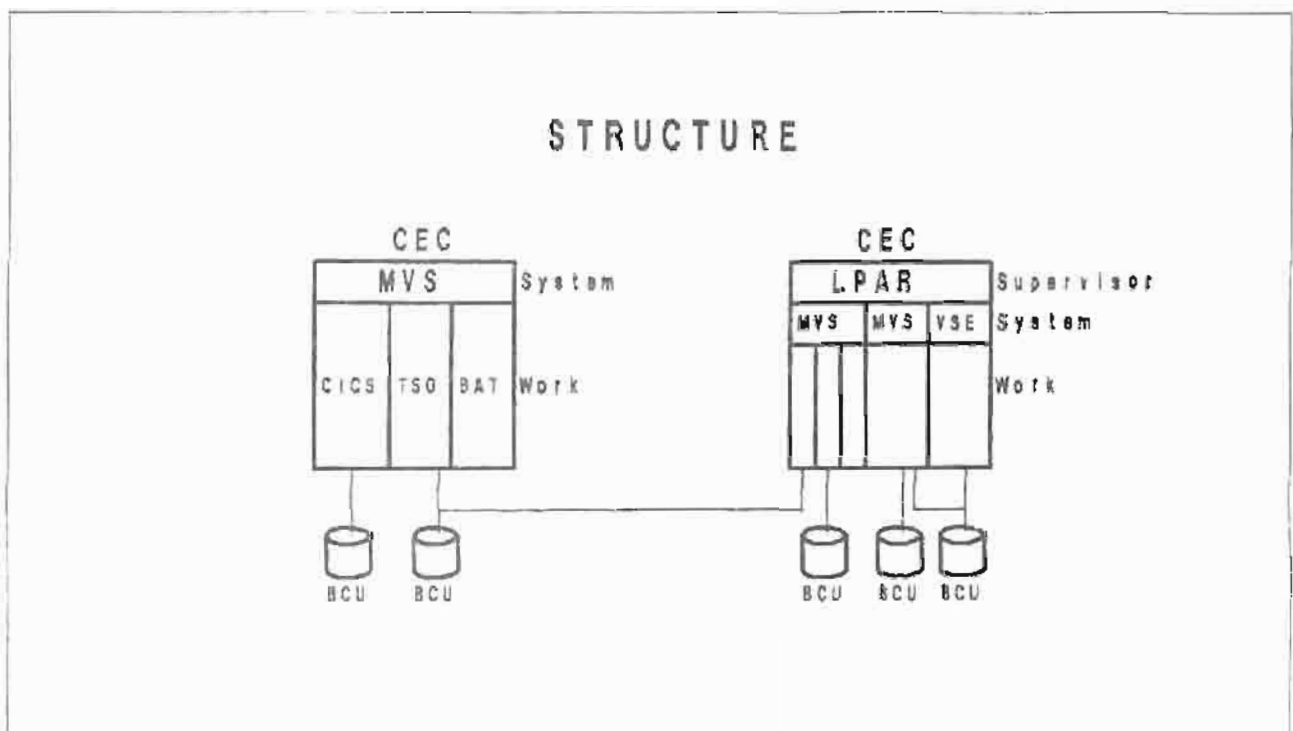 STRUCTURE
CEC CEC
MVS System LPAR Supervisor
MVS MVS VSE System
CICS TSO BAT Work Work
BCU BCU BCU BCU BCU